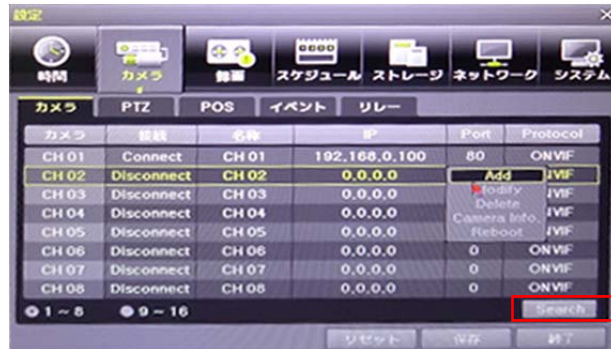 設定
時間 カメラ 録画 スケジュール ストレージ ネットワーク システム
カメラ PTZ POS イベント リレー
カメラ 接続 名称 IP Port Protocol
CH 01 Connect CH 01 192.168.0.100 80 ONVIF
CH 02 Disconnect CH 02 0.0.0.0 Add NVIF
CH 03 Disconnect CH 03 0.0.0.0 Modify NVIF
Delete
CH 04 Disconnect CH 04 0.0.0.0 Camera Info. NVIF
CH 05 Disconnect CH 05 0.0.0.0 Reboot NVIF
CH 06 Disconnect CH 06 0.0.0.0 0 ONVIF
CH 07 Disconnect CH 07 0.0.0.0 0 ONVIF
CH 08 Disconnect CH 08 0.0.0.0 0 ONVIF
1 ~ 8 9 ~ 16 Search
リセット 保存 終了